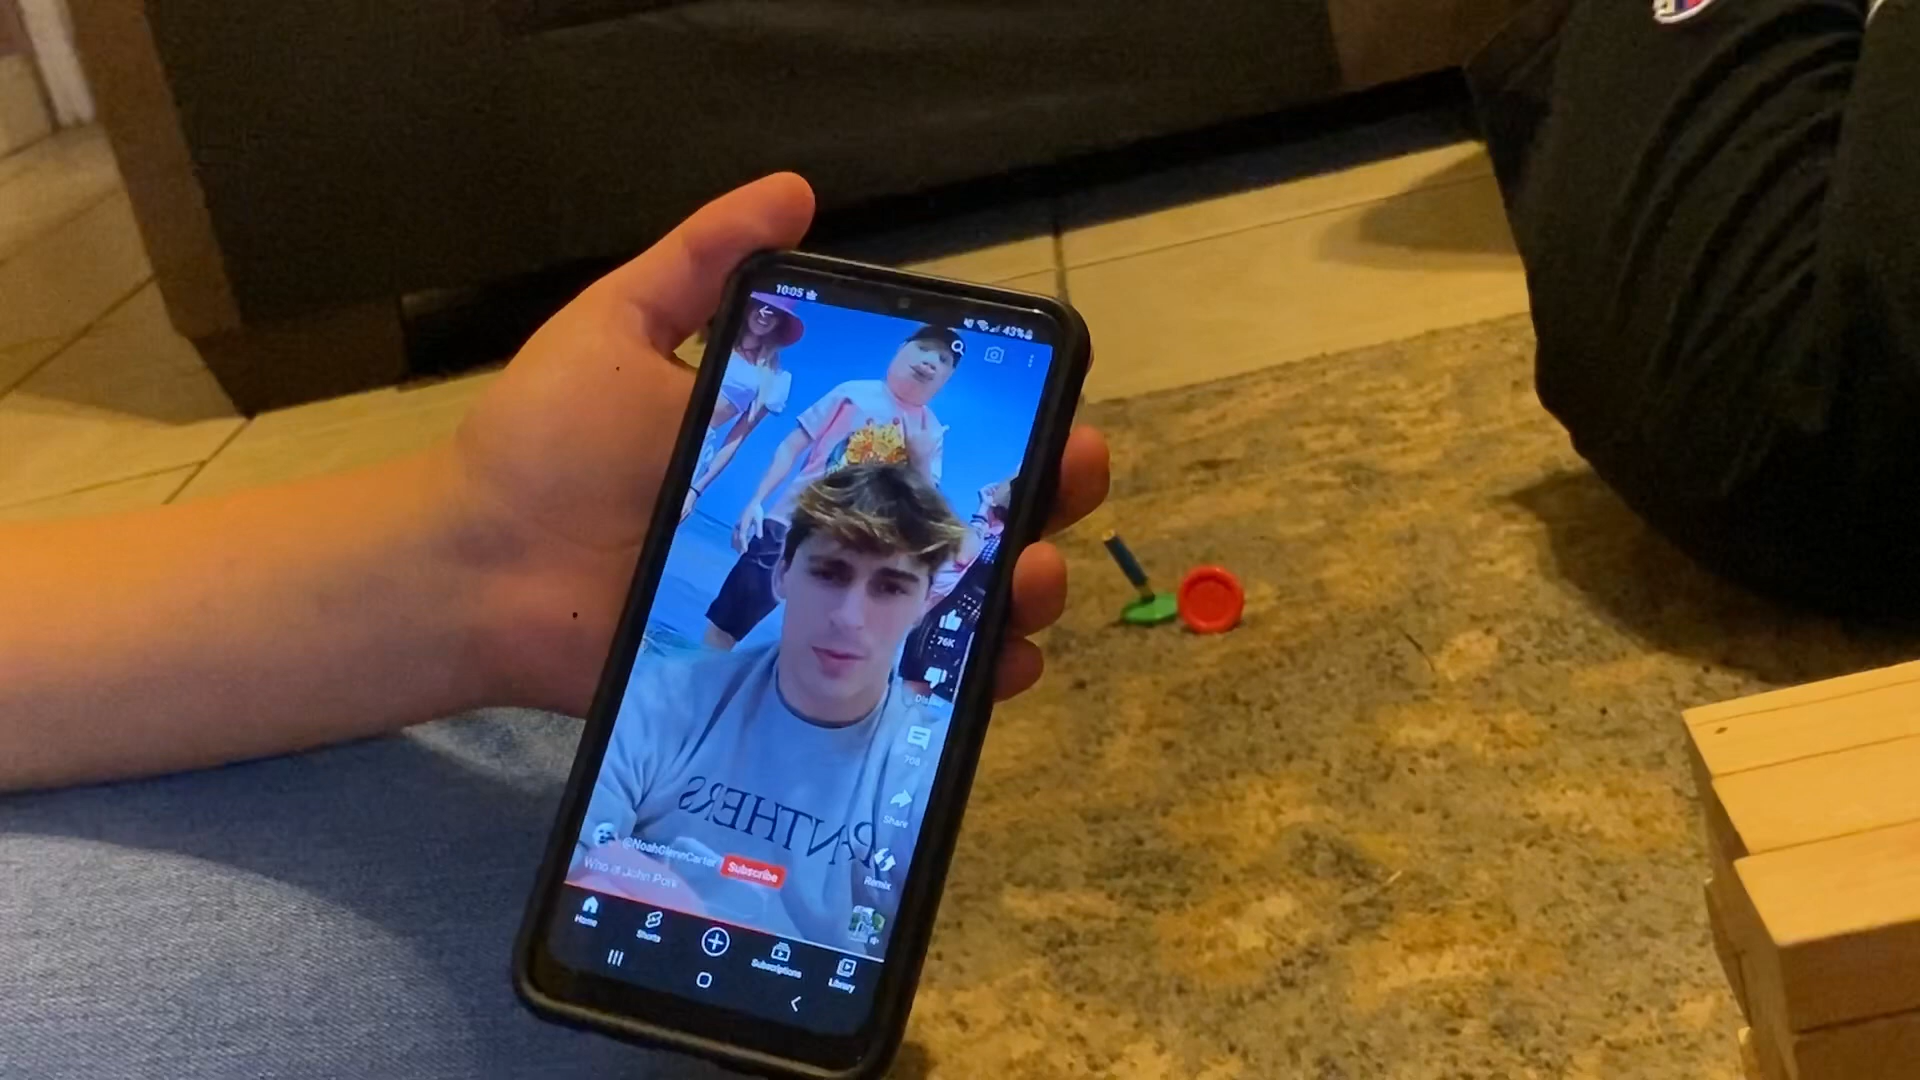 10:05
43%
76K
Dislike
708
Share
PANTHERS
@NoahGlennCarter
Subscribe
Who is John Pork
Remix
Home
Shorts
Subscriptions
Library